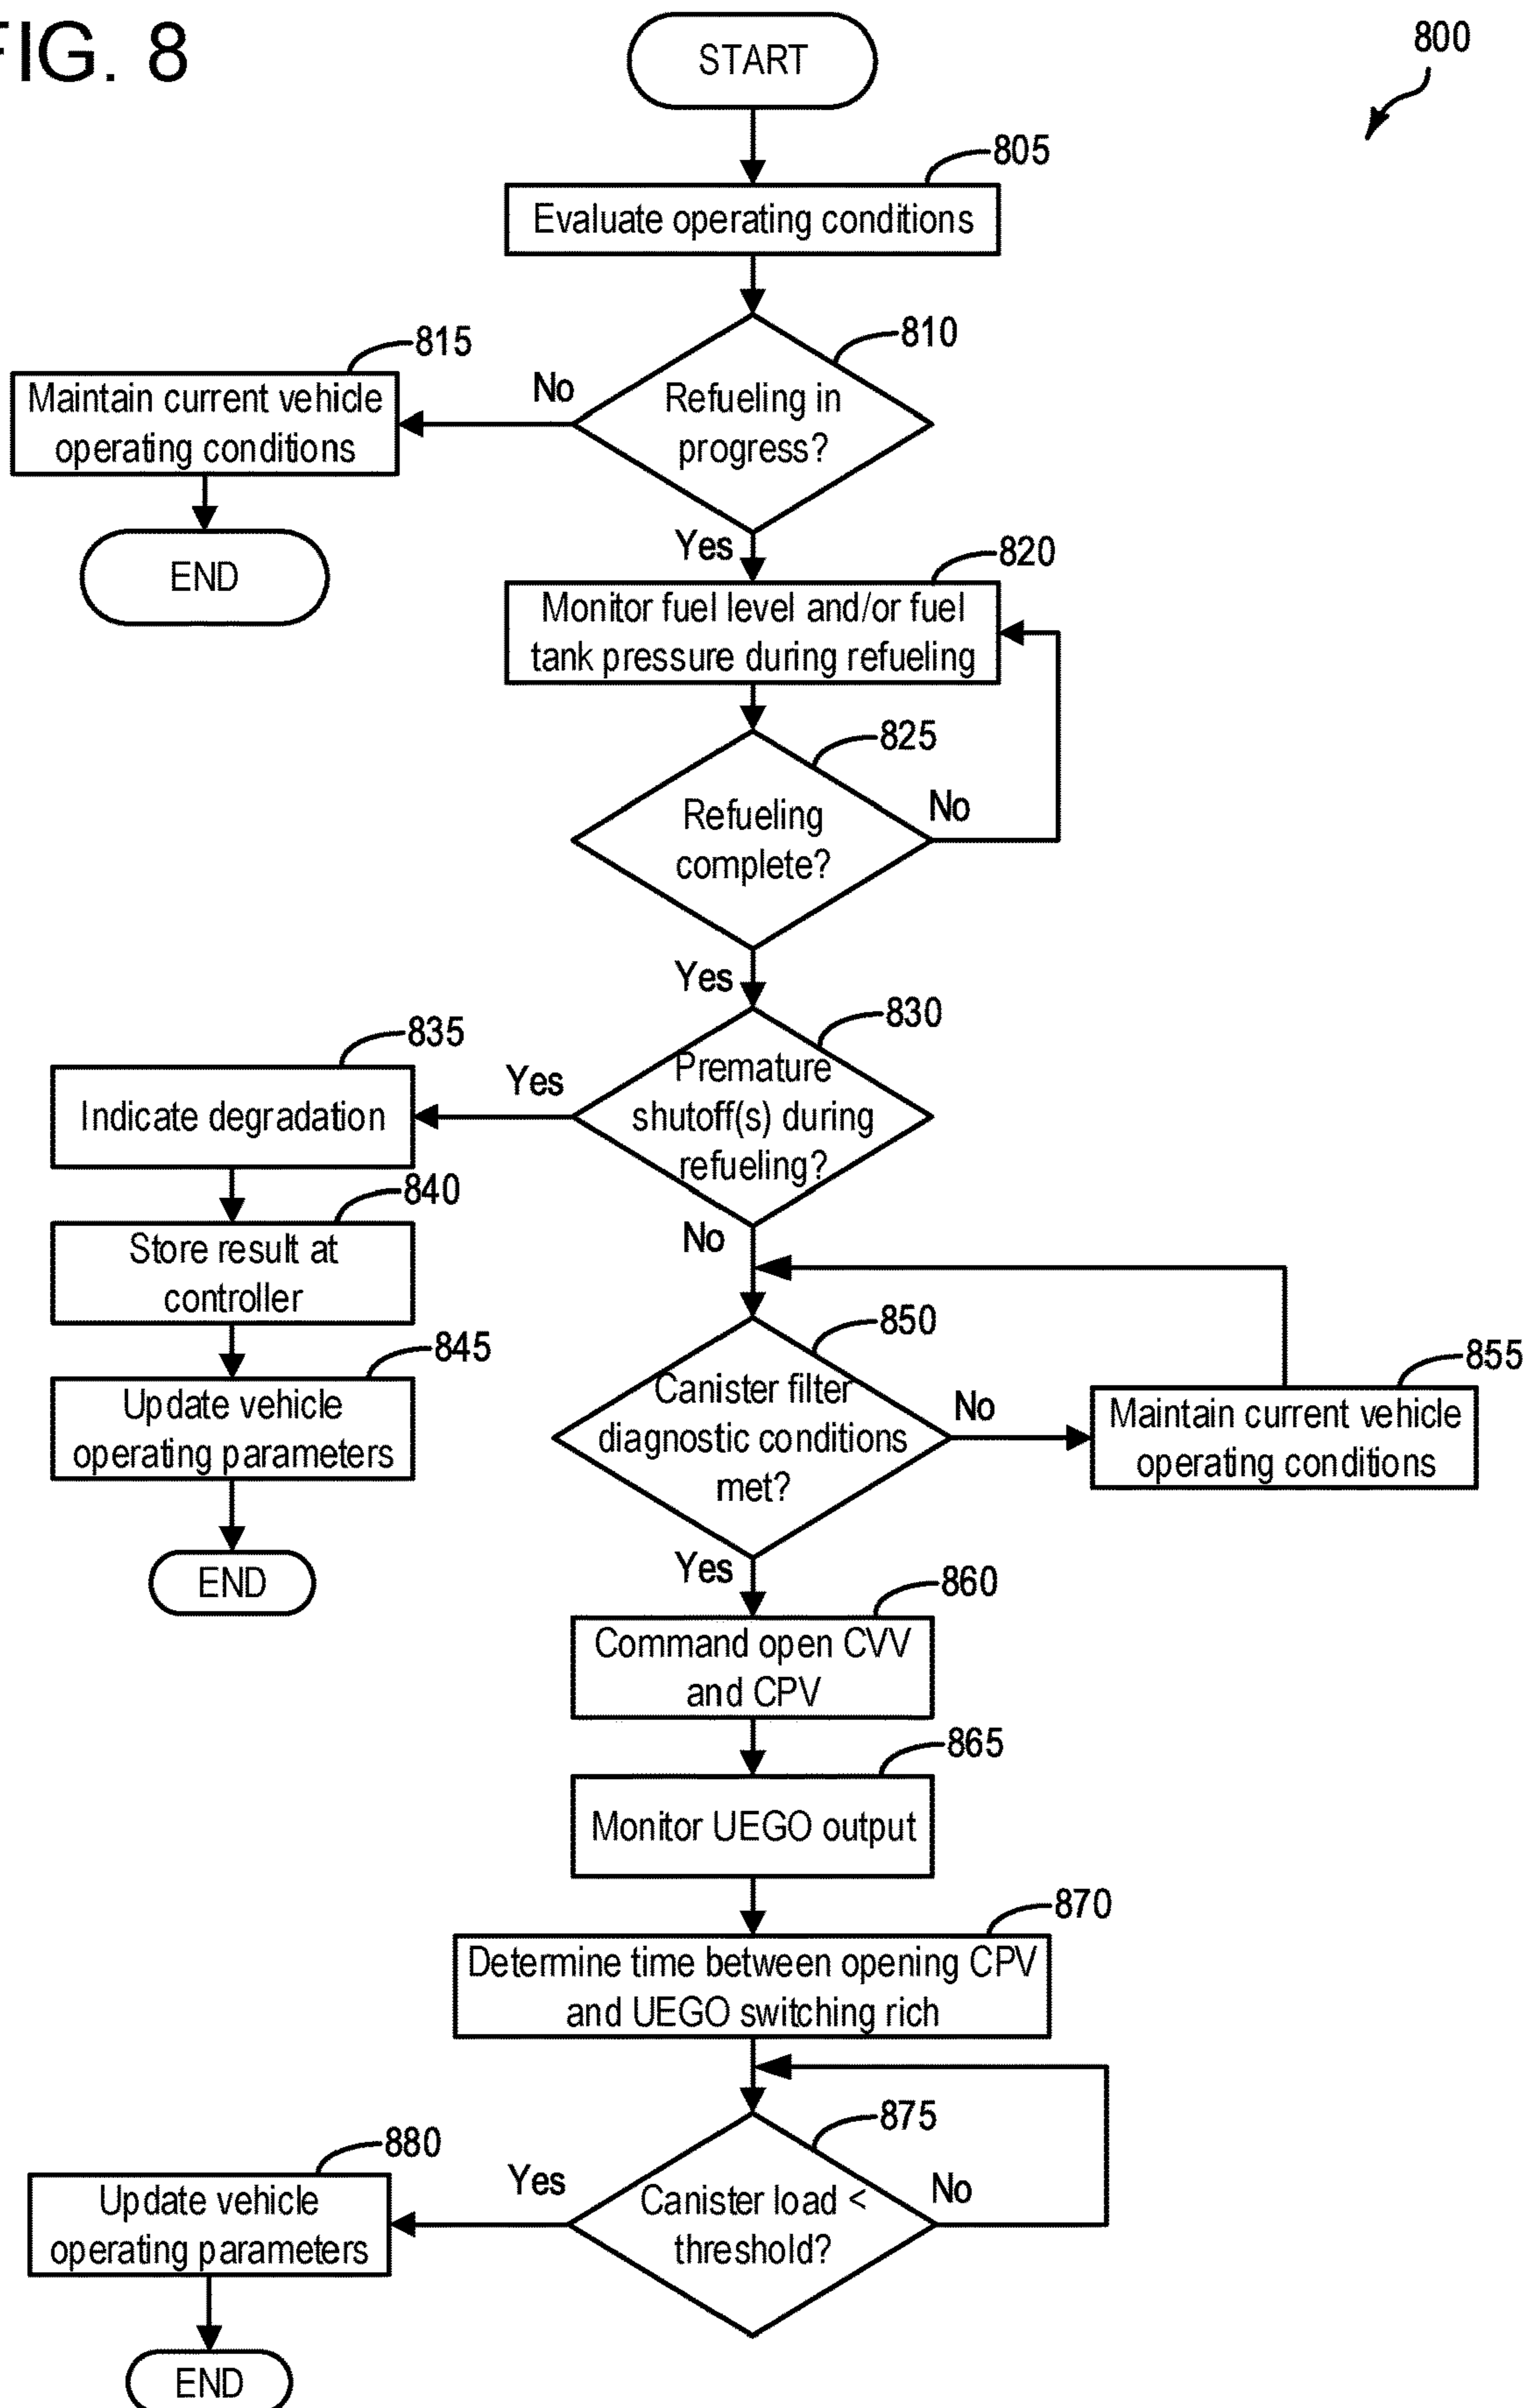 FIG. 8
800
START
805
Evaluate operating conditions
810
Refueling in
progress?
No
815
Maintain current vehicle
operating conditions
END
Yes
820
Monitor fuel level and/or fuel
tank pressure during refueling
825
Refueling
complete?
No
Yes
830
Premature
shutoff(s) during
refueling?
Yes
835
Indicate degradation
840
Store result at
controller
845
Update vehicle
operating parameters
END
No
850
Canister filter
diagnostic conditions
met?
No
855
Maintain current vehicle
operating conditions
Yes
860
Command open CVV
and CPV
865
Monitor UEGO output
870
Determine time between opening CPV
and UEGO switching rich
875
Canister load <
threshold?
No
Yes
880
Update vehicle
operating parameters
END